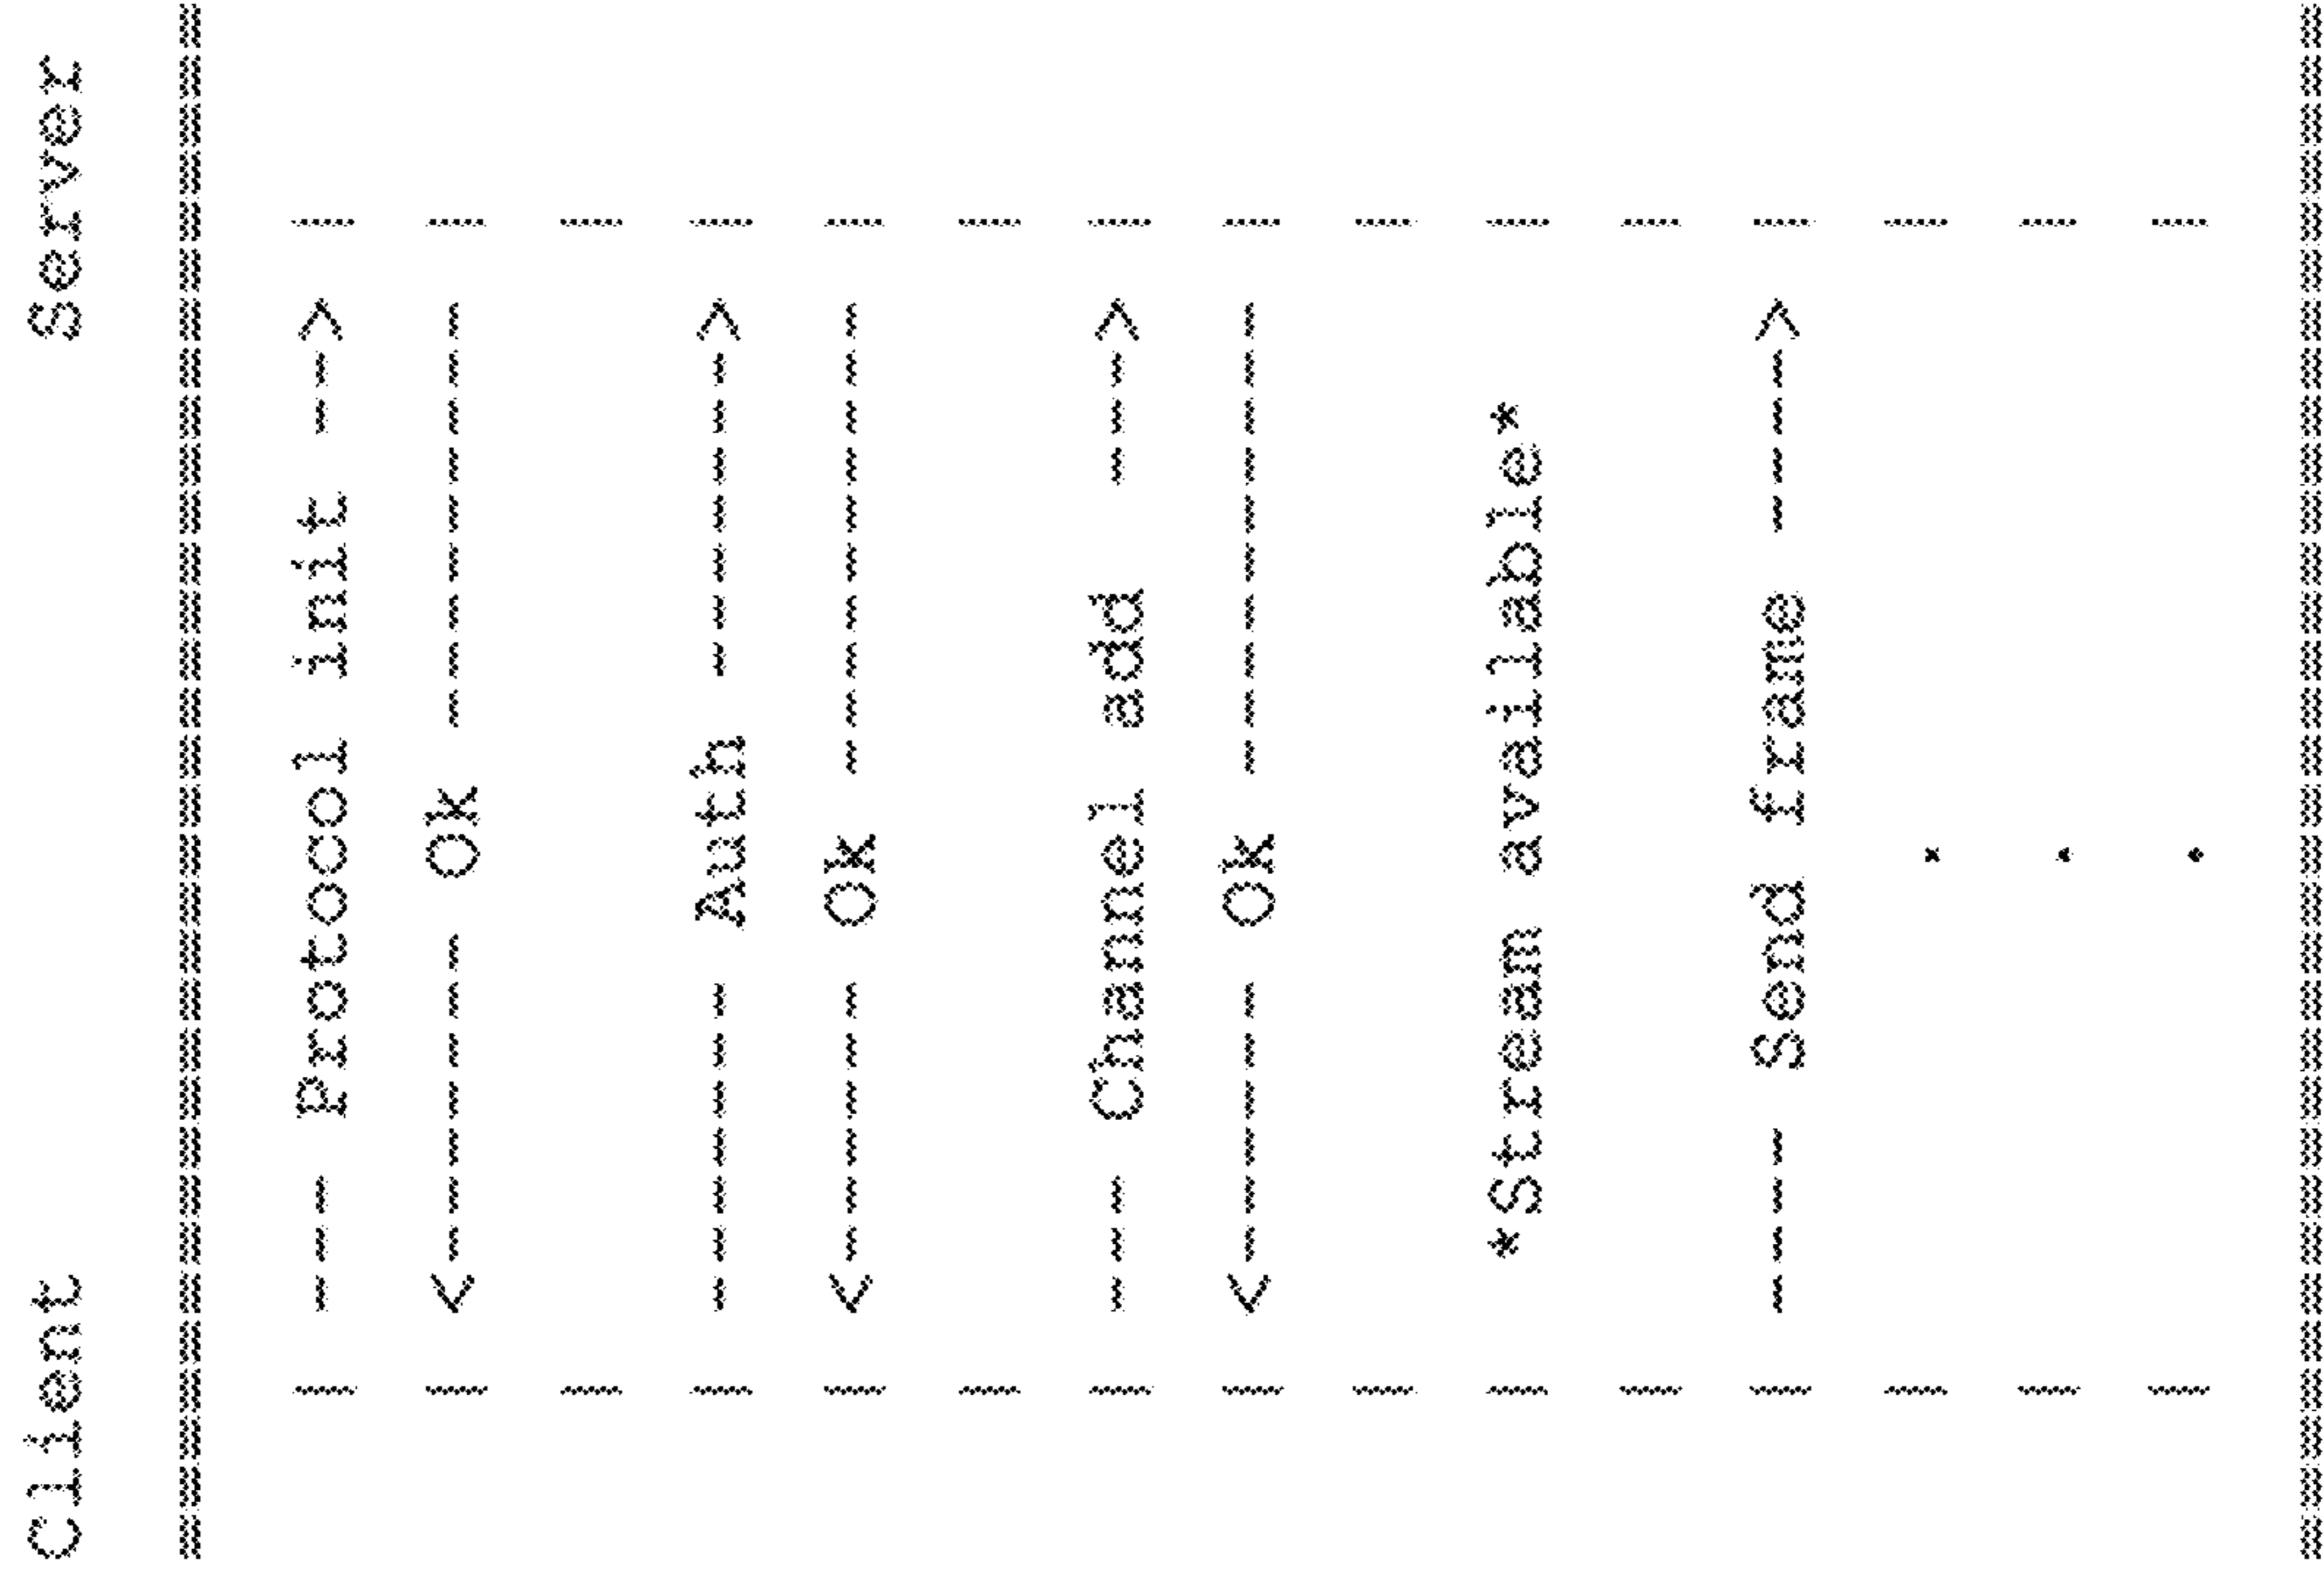 Client Server
================================
| --- Protocol init --> |
| <------- Ok --------- |
| |
| ------- Auth -------> |
| <------ Ok ---------- |
| |
| --- Channel add  ---> |
| <------ Ok ---------- |
| |
| *Stream available* |
| |
| ---- Send frame ----> |
| . |
| . |
| . |
================================